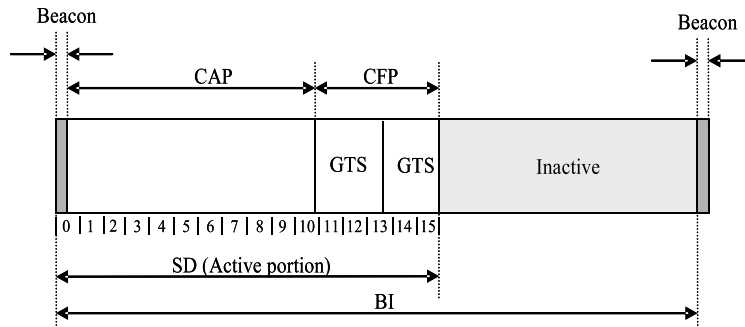 Beacon
Beacon
CAP
CFP
GTS
GTS
Inactive
0 1 2 3 4 5 6 7 8 9 10 11 12 13 14 15
SD (Active portion)
BI